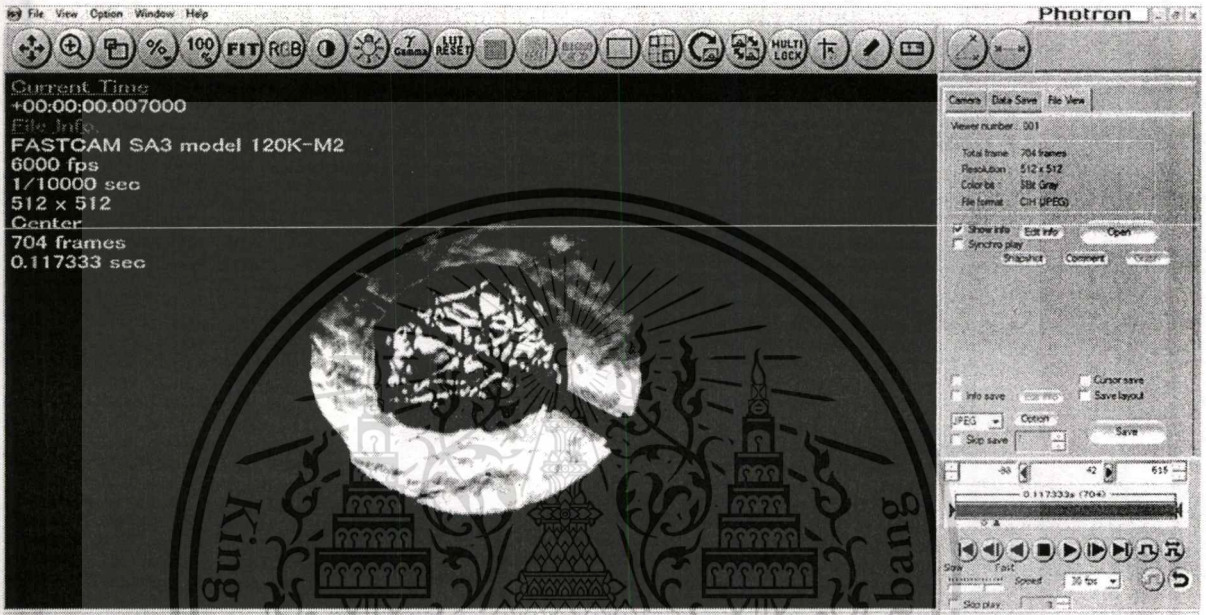 File View Option Window Help
Photron
% 100% FIT RGB γ Gamma LUT RESET MULTI LOCK
Current Time
+00:00:00.007000
File Info.
FASTCAM SA3 model 120K-M2
6000 fps
1/10000 sec
512 x 512
Center
704 frames
0.117333 sec
Camera Data Save File View
Viewer number : 001
Total frame : 704 frames
Resolution : 512 x 512
Color bit : 8Bit Gray
File format : CIH (JPEG)
Show info Edit info Open
Synchro play
Snapshot Comment
Cursor save
Info save Save layout
JPEG Option
Skip save Save
-88 42 615
0.117333s (704)
Slow Fast
Speed 30 fps
Skip play 1
King
bang